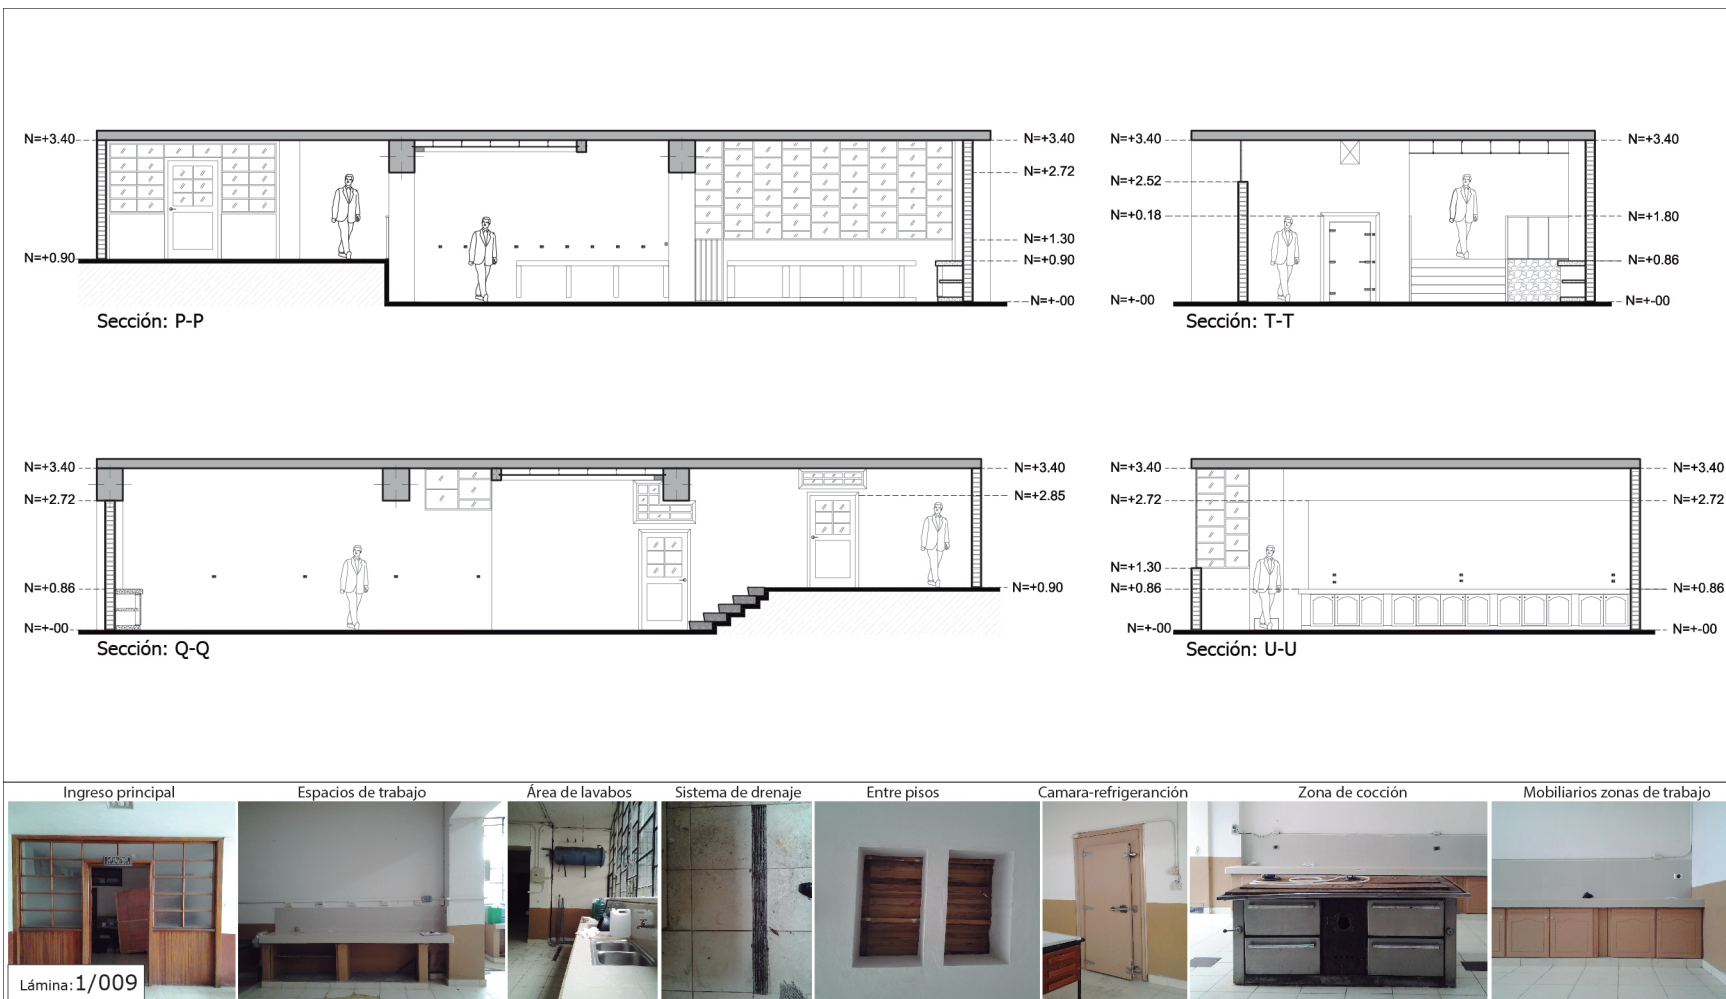 N=+3.40
N=+0.90
N=+3.40
N=+2.72
N=+1.30
N=+0.90
N=+-00
Sección: P-P
N=+3.40
N=+2.52
N=+0.18
N=+-00
N=+3.40
N=+1.80
N=+0.86
N=+-00
Sección: T-T
N=+3.40
N=+2.72
N=+0.86
N=+-00
N=+3.40
N=+2.85
N=+0.90
Sección: Q-Q
N=+3.40
N=+2.72
N=+1.30
N=+0.86
N=+-00
N=+3.40
N=+2.72
N=+0.86
N=+-00
Sección: U-U
Ingreso principal
Espacios de trabajo
Área de lavabos
Sistema de drenaje
Entre pisos
Camara-refrigeranción
Zona de cocción
Mobiliarios zonas de trabajo
Lámina: 1/009